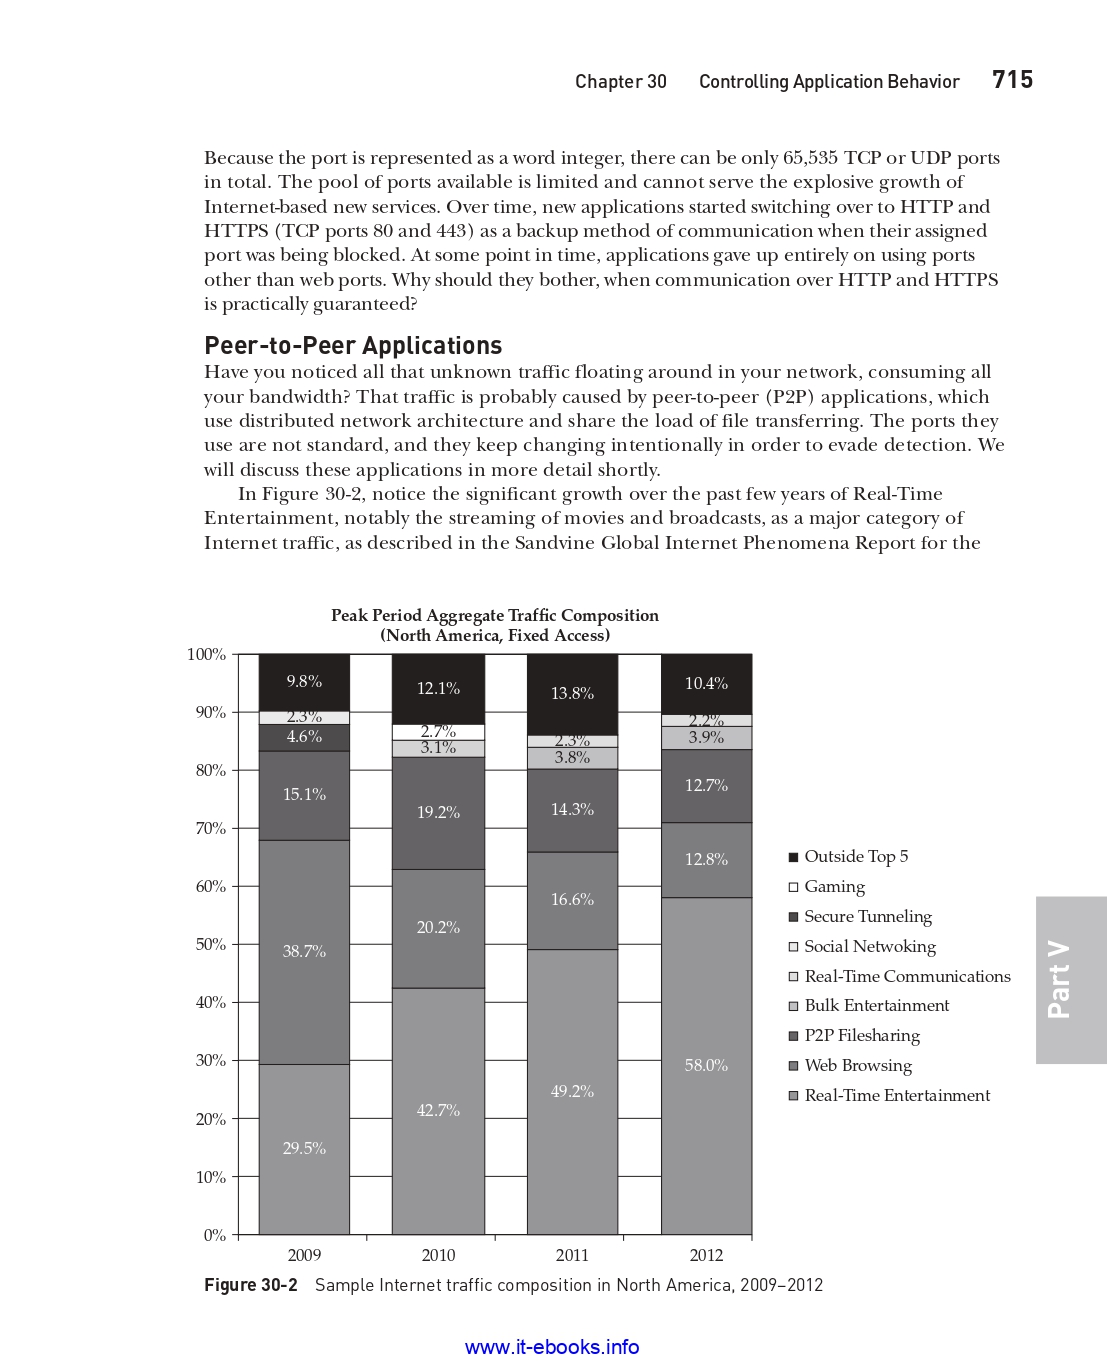 Chapter 30 Controlling Application Behavior 715
Because the port is represented as a word integer, there can be only 65,535 TCP or UDP ports
in total. The pool of ports available is limited and cannot serve the explosive growth of
Internet-based new services. Over time, new applications started switching over to HTTP and
HTTPS (TCP ports 80 and 443) as a backup method of communication when their assigned
port was being blocked. At some point in time, applications gave up entirely on using ports
other than web ports. Why should they bother, when communication over HTTP and HTTPS
is practically guaranteed?
Peer-to-Peer Applications
Have you noticed all that unknown traffic floating around in your network, consuming all
your bandwidth? That traffic is probably caused by peer-to-peer (P2P) applications, which
use distributed network architecture and share the load of file transferring. The ports they
use are not standard, and they keep changing intentionally in order to evade detection. We
will discuss these applications in more detail shortly.
In Figure 30-2, notice the significant growth over the past few years of Real-Time
Entertainment, notably the streaming of movies and broadcasts, as a major category of
Internet traffic, as described in the Sandvine Global Internet Phenomena Report for the
Peak Period Aggregate Traffic Composition
(North America, Fixed Access)
100%
90%
80%
70%
60%
50%
40%
30%
20%
10%
0%
9.8%
2.3%
4.6%
15.1%
38.7%
29.5%
2009
12.1%
2.7%
3.1%
19.2%
20.2%
42.7%
2010
13.8%
2.3%
3.8%
14.3%
16.6%
49.2%
2011
10.4%
2.2%
3.9%
12.7%
12.8%
58.0%
2012
Outside Top 5
Gaming
Secure Tunneling
Social Netwoking
Real-Time Communications
Bulk Entertainment
P2P Filesharing
Web Browsing
Real-Time Entertainment
Part V
Figure 30-2 Sample Internet traffic composition in North America, 2009–2012
www.it-ebooks.info